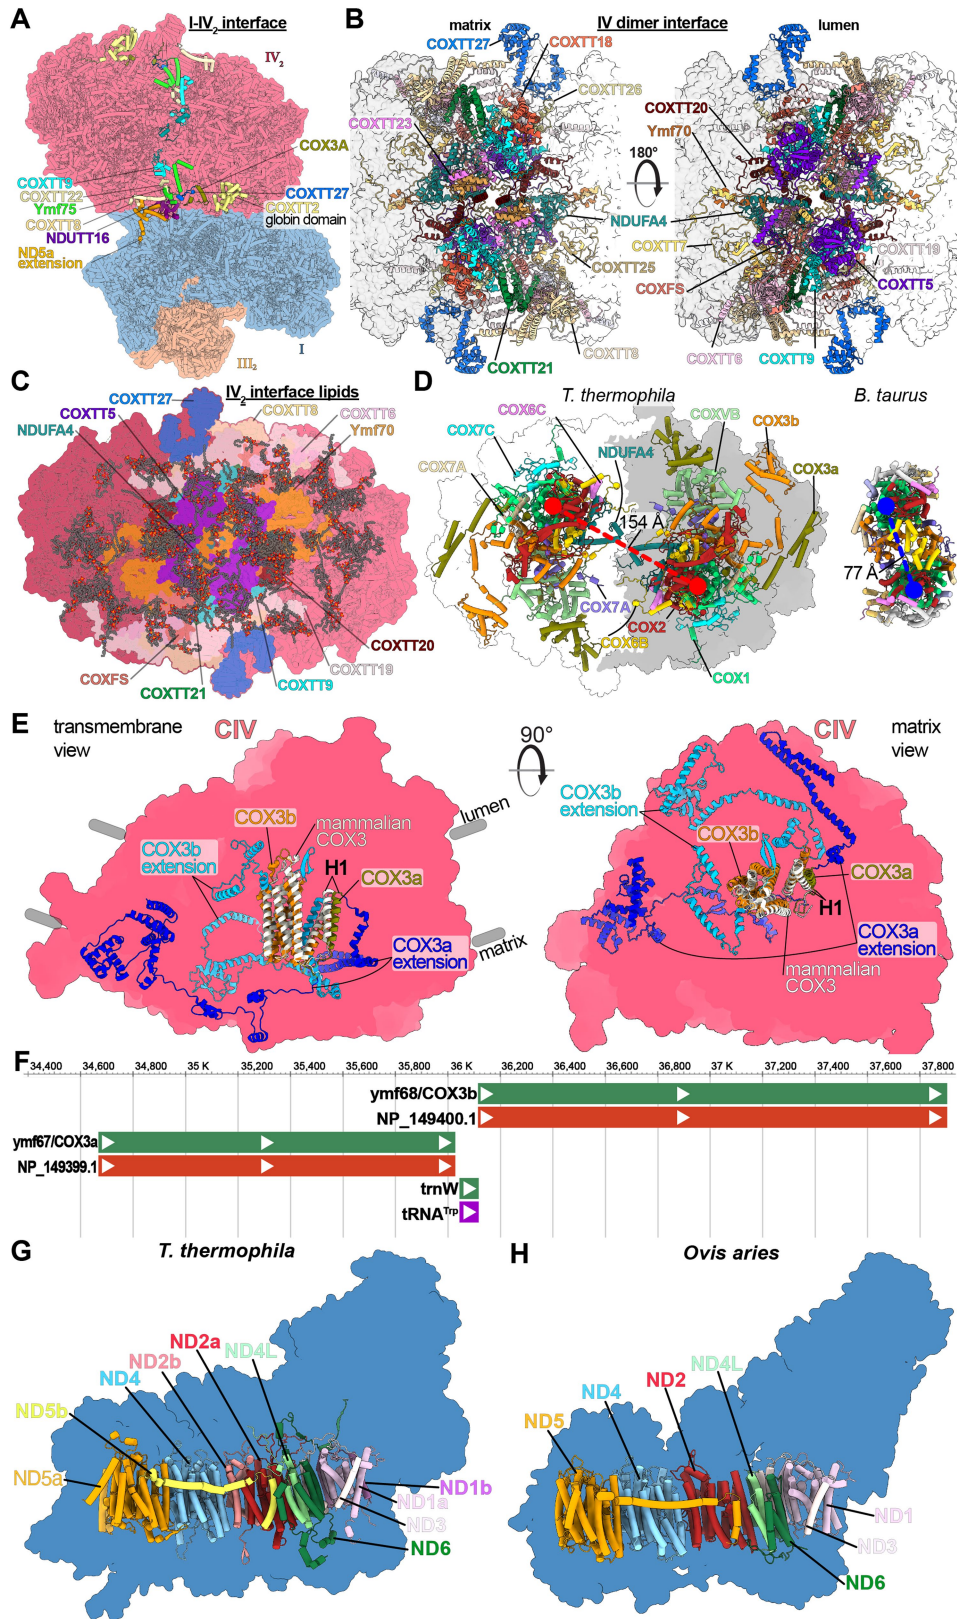 A
I-IV2 interface
IV2
COX3A
COXTT9
COXTT22
Ymf75
COXTT8
NDUTT16
ND5a
extension
COXTT27
COXTT2
globin domain
III2
I
B
matrix
IV dimer interface
lumen
COXTT27
COXTT18
COXTT26
COXTT23
COXTT20
Ymf70
180°
NDUFA4
COXTT7
COXTT25
COXTT19
COXFS
COXTT5
COXTT8
COXTT6
COXTT9
COXTT21
C
IV2 interface lipids
COXTT27
COXTT5
COXTT8
COXTT6
NDUFA4
Ymf70
COXTT20
COXTT19
COXFS
COXTT21
COXTT9
D
T. thermophila
B. taurus
COX6C
COXVB
COX3b
COX7C
NDUFA4
COX7A
COX3a
154 Å
77 Å
COX7A
COX2
COX6B
COX1
E
transmembrane
view
CIV
90°
CIV
matrix
view
lumen
COX3b
mammalian
COX3
COX3b
extension
H1
COX3a
COX3a
extension
matrix
COX3b
extension
COX3b
COX3a
H1
COX3a
extension
mammalian
COX3
F
34,400
34,600
34,800
35 K
35,200
35,400
35,600
35,800
36 K
36,200
36,400
36,600
36,800
37 K
37,200
37,400
37,600
37,800
ymf68/COX3b
NP_149400.1
ymf67/COX3a
NP_149399.1
trnW
tRNATrp
G
T. thermophila
ND2a
ND2b
ND4L
ND4
ND5b
ND5a
ND1b
ND1a
ND3
ND6
H
Ovis aries
ND4L
ND2
ND4
ND5
ND1
ND3
ND6